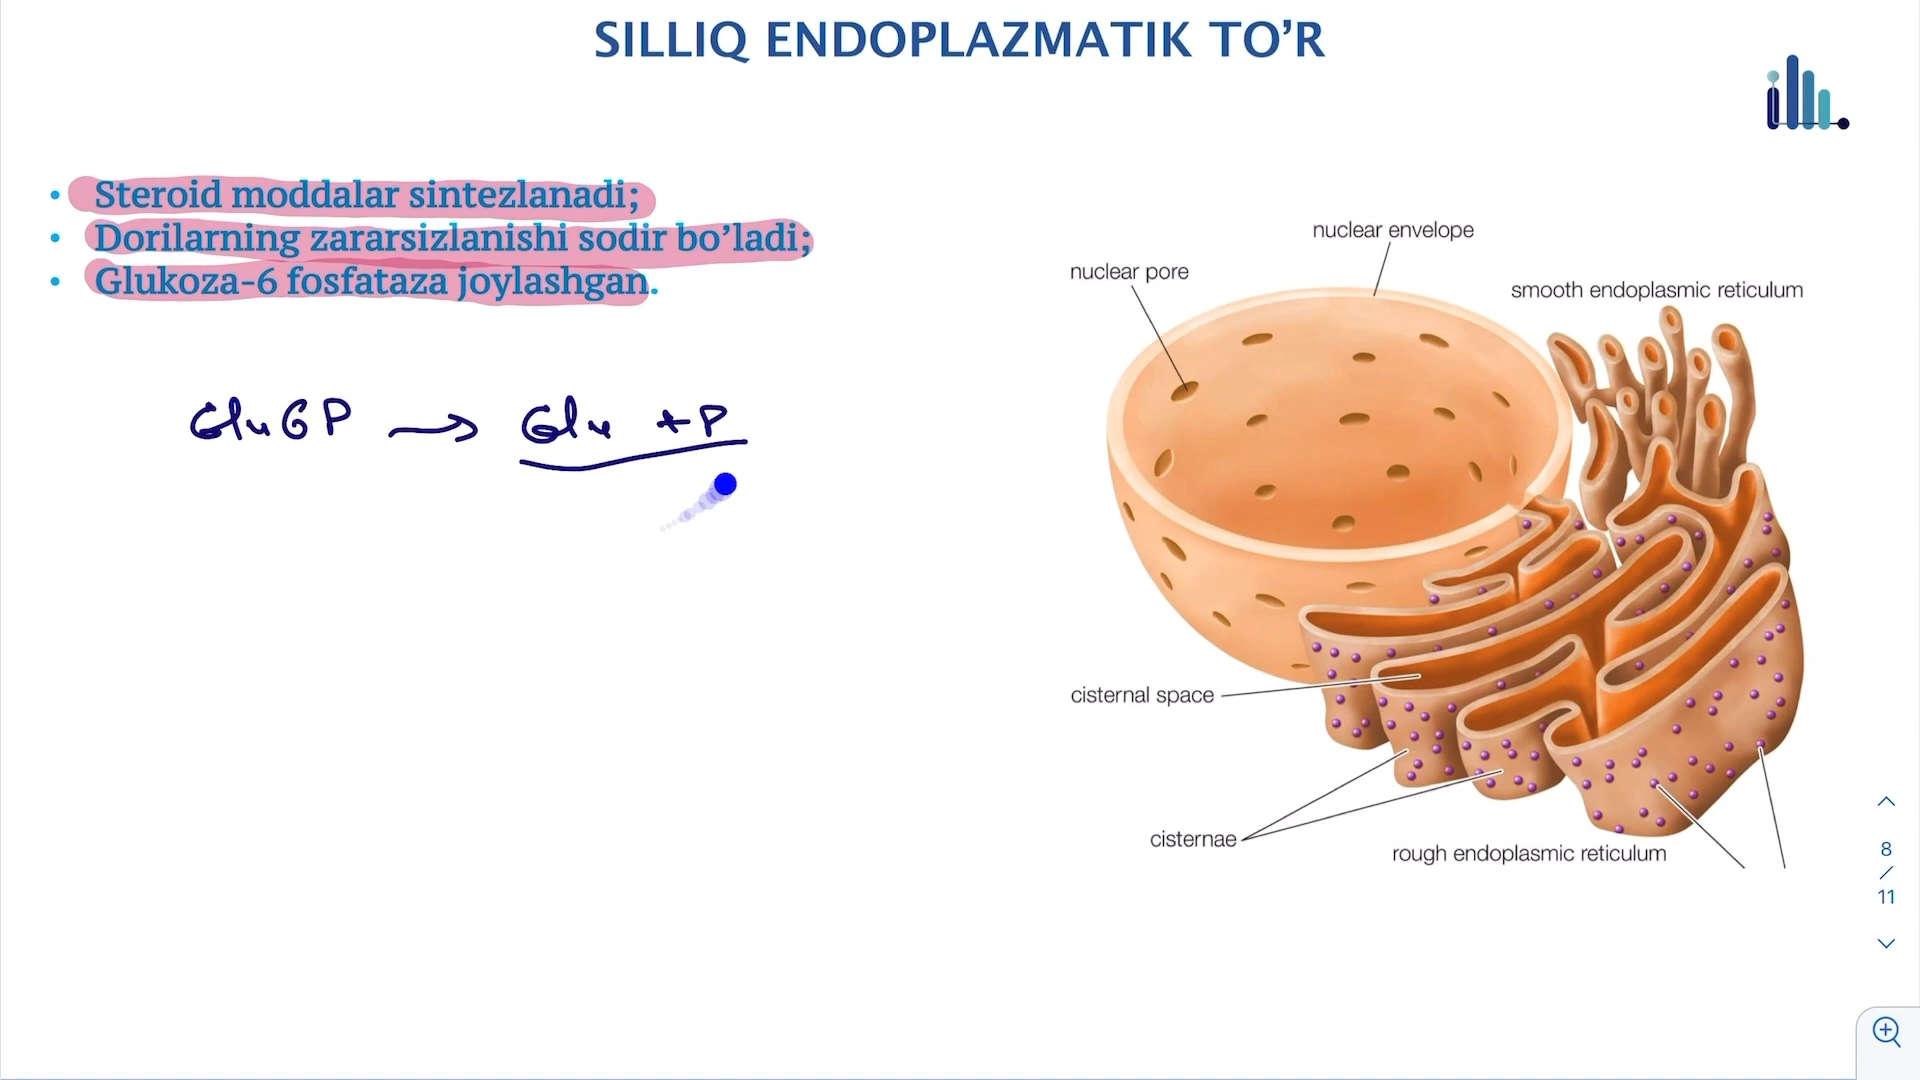 SILLIQ ENDOPLAZMATIK TO’R
• Steroid moddalar sintezlanadi;
• Dorilarning zararsizlanishi sodir bo’ladi;
• Glukoza-6 fosfataza joylashgan.
Glu6P → Glu + P
nuclear envelope
nuclear pore
smooth endoplasmic reticulum
cisternal space
cisternae
rough endoplasmic reticulum
8
/
11